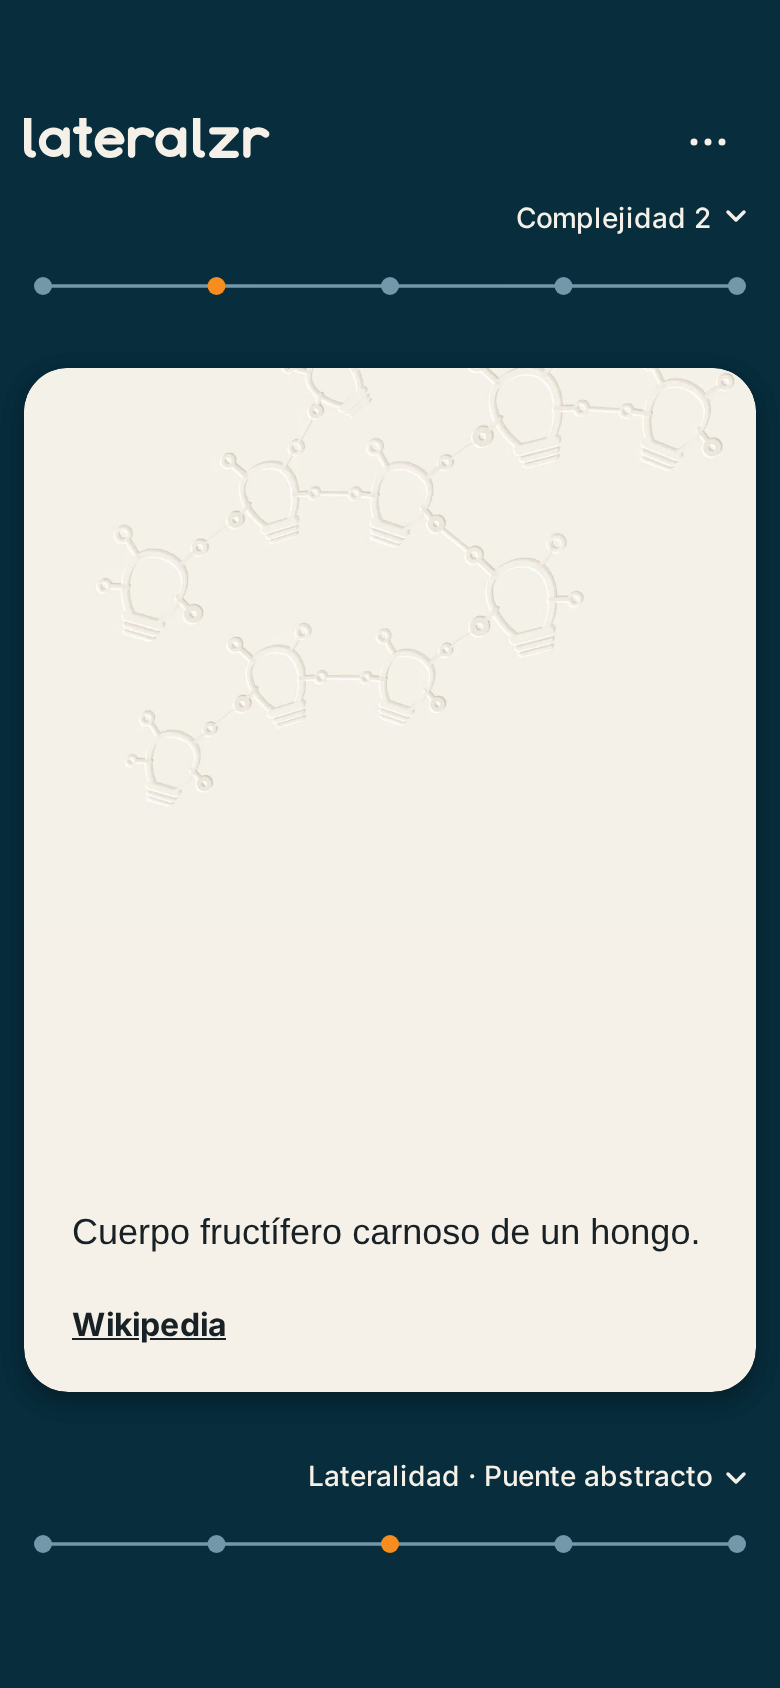 lateralzr
Complejidad 2
Cuerpo fructífero carnoso de un hongo.
Wikipedia
Lateralidad · Puente abstracto